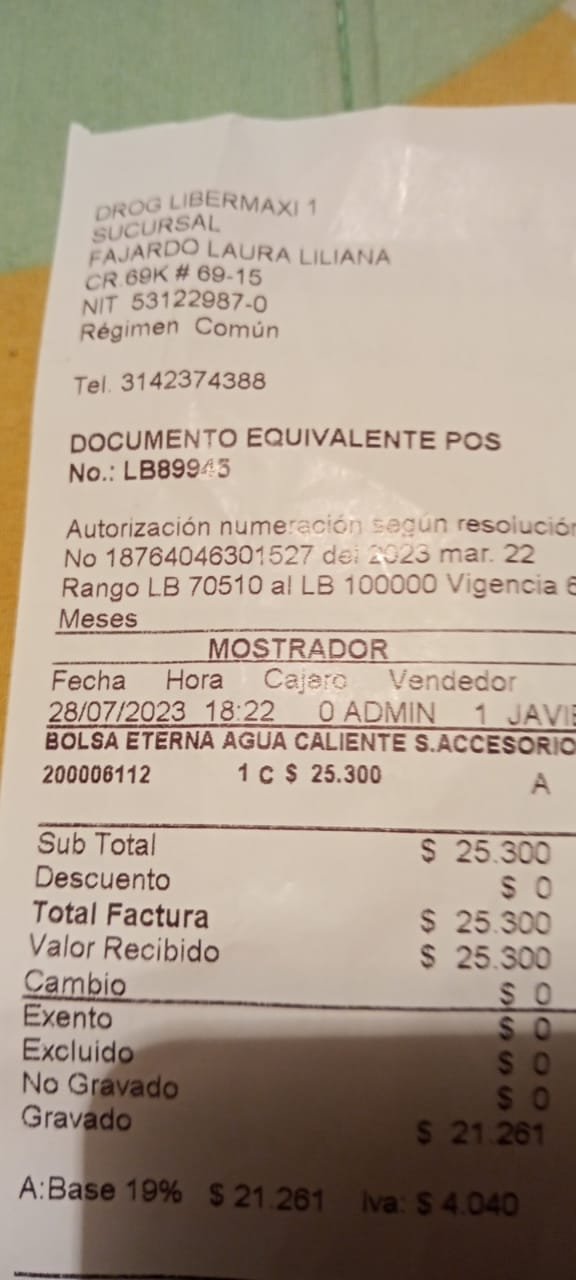 DROG LIBERMAXI 1
SUCURSAL
FAJARDO LAURA LILIANA
CR.69K # 69-15
NIT 53122987-0
Régimen Común
Tel. 3142374388
DOCUMENTO EQUIVALENTE POS
No.: LB89945
Autorización numeración según resolución
No 18764046301527 del 2023 mar. 22
Rango LB 70510 al LB 100000 Vigencia 6
Meses
MOSTRADOR
Fecha Hora Cajero Vendedor
28/07/2023 18:22 0 ADMIN 1 JAVIE
BOLSA ETERNA AGUA CALIENTE S.ACCESORIO
200006112 1 C $ 25.300 A
Sub Total $ 25.300
Descuento $ 0
Total Factura $ 25.300
Valor Recibido $ 25.300
Cambio $ 0
Exento $ 0
Excluido $ 0
No Gravado $ 0
Gravado $ 21.261
A:Base 19% $ 21.261 Iva: $ 4.040